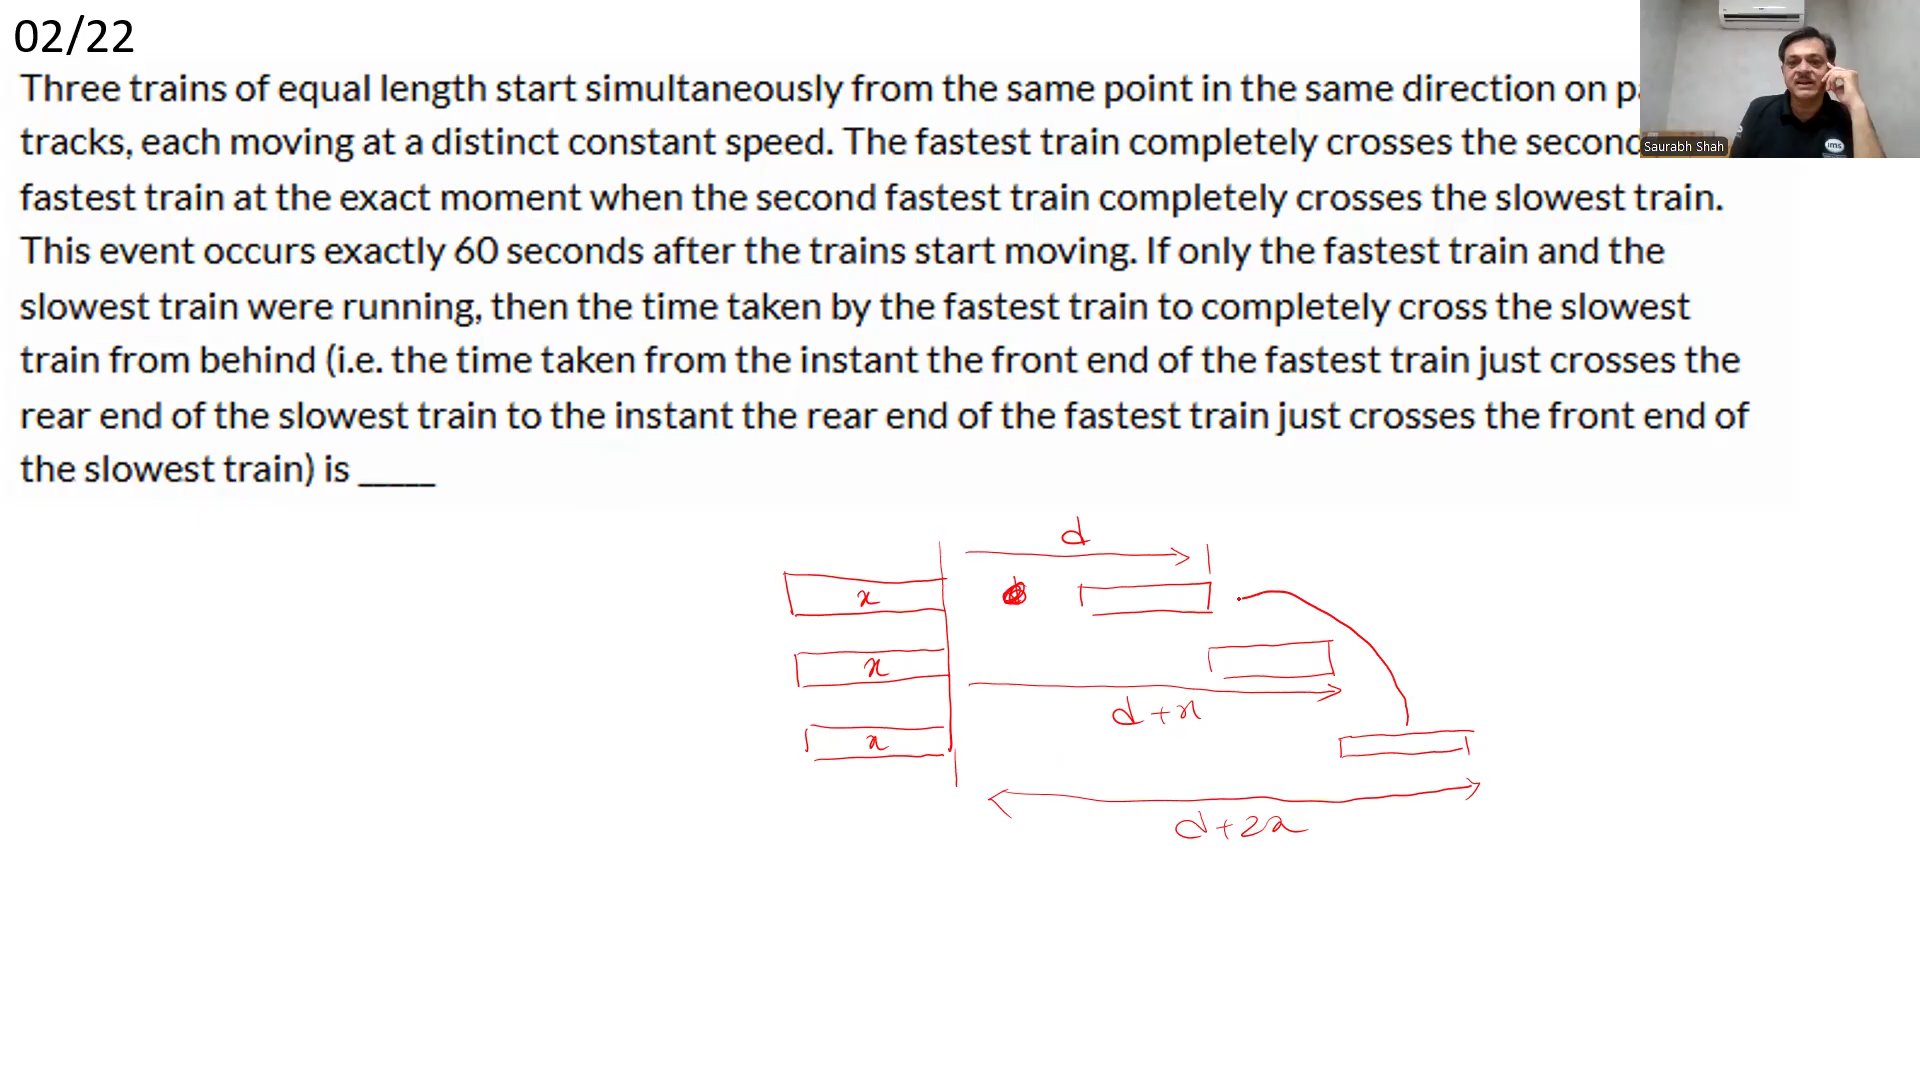 02/22
Three trains of equal length start simultaneously from the same point in the same direction on
tracks, each moving at a distinct constant speed. The fastest train completely crosses the second
fastest train at the exact moment when the second fastest train completely crosses the slowest train.
This event occurs exactly 60 seconds after the trains start moving. If only the fastest train and the
slowest train were running, then the time taken by the fastest train to completely cross the slowest
train from behind (i.e. the time taken from the instant the front end of the fastest train just crosses the
rear end of the slowest train to the instant the rear end of the fastest train just crosses the front end of
the slowest train) is _____
Saurabh Shah
ims
d
x
x
d+x
x
d+2x